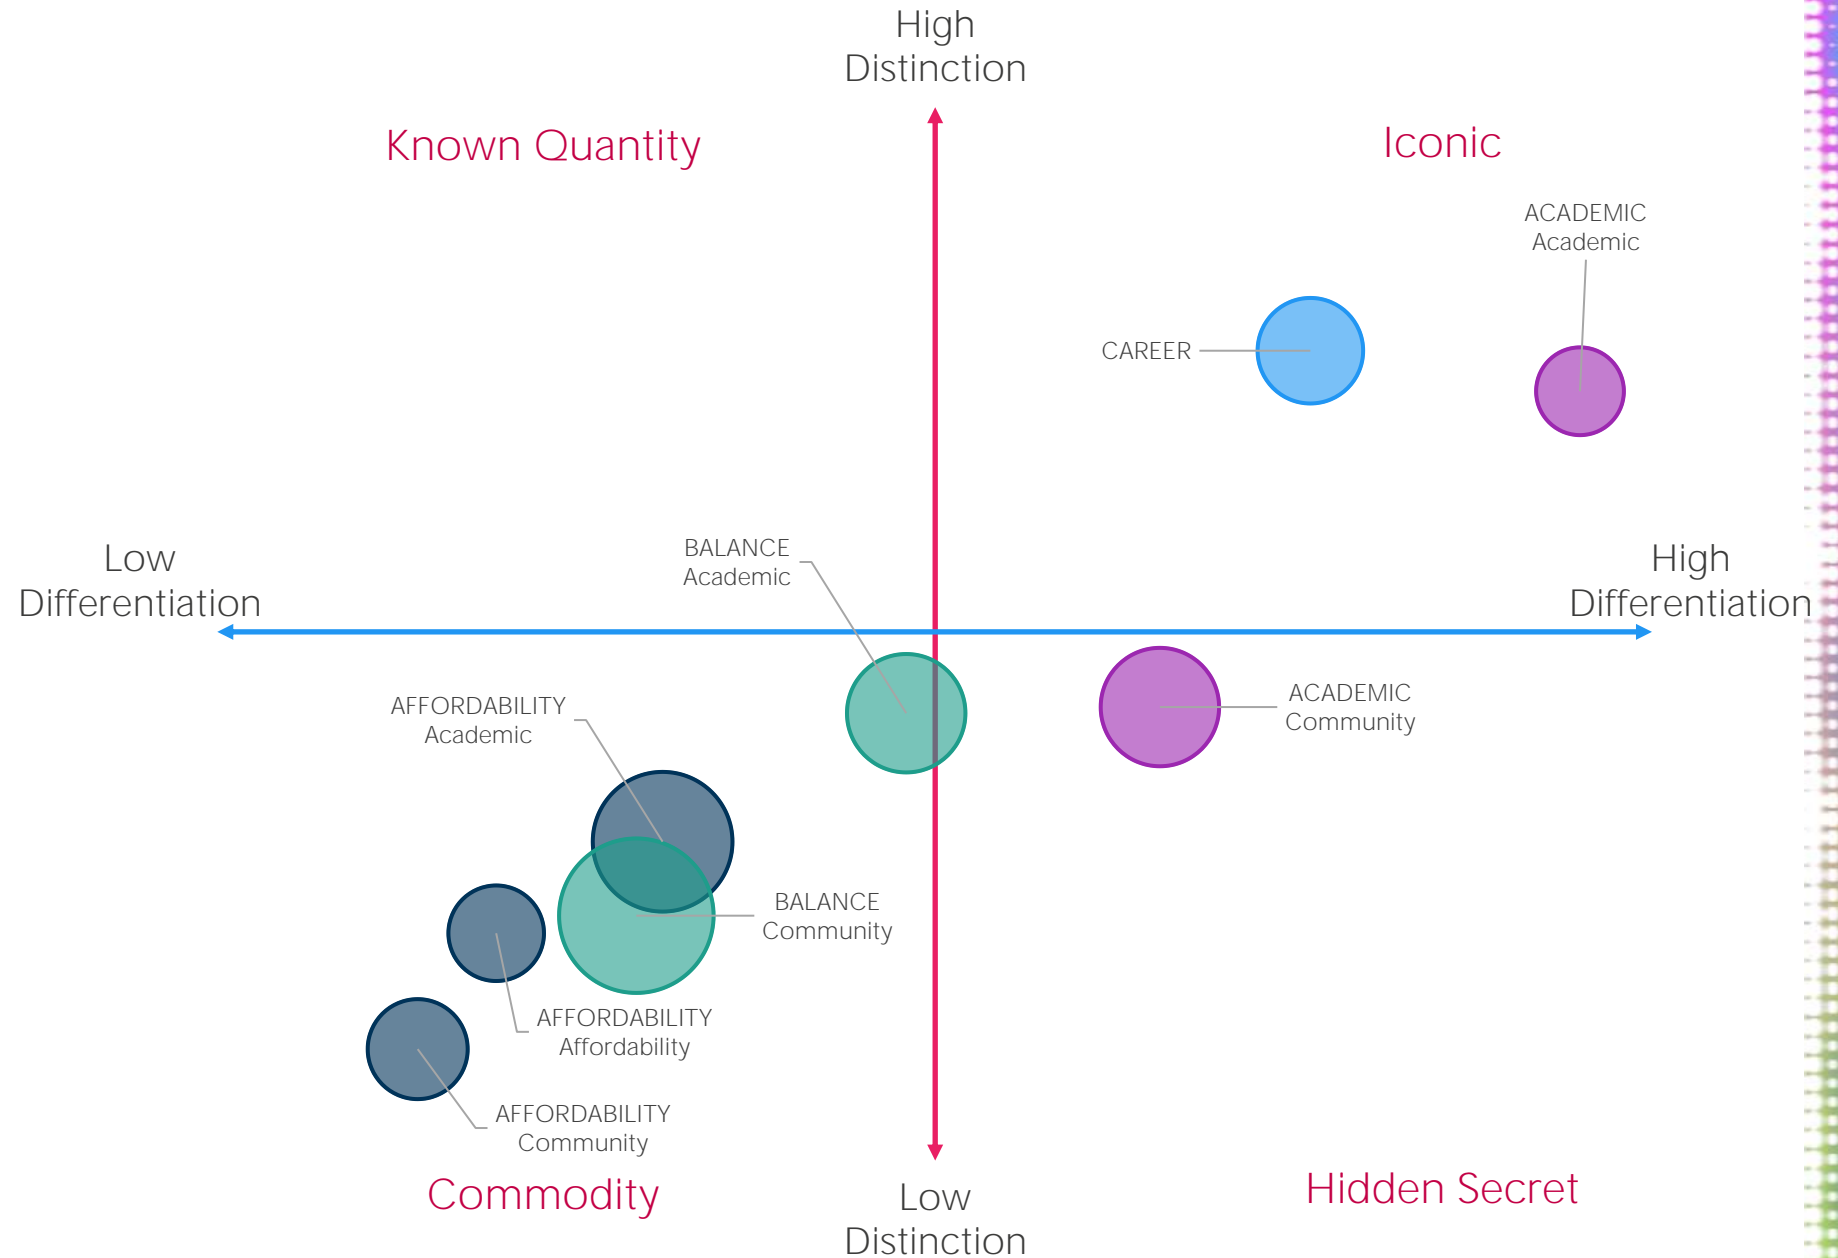 High
Distinction
Known Quantity
Iconic
ACADEMIC
Academic
CAREER
BALANCE
Academic
Low
Differentiation
High
Differentiation
AFFORDABILITY
Academic
ACADEMIC
Community
BALANCE
Community
AFFORDABILITY
Affordability
AFFORDABILITY
Community
Commodity
Low
Distinction
Hidden Secret